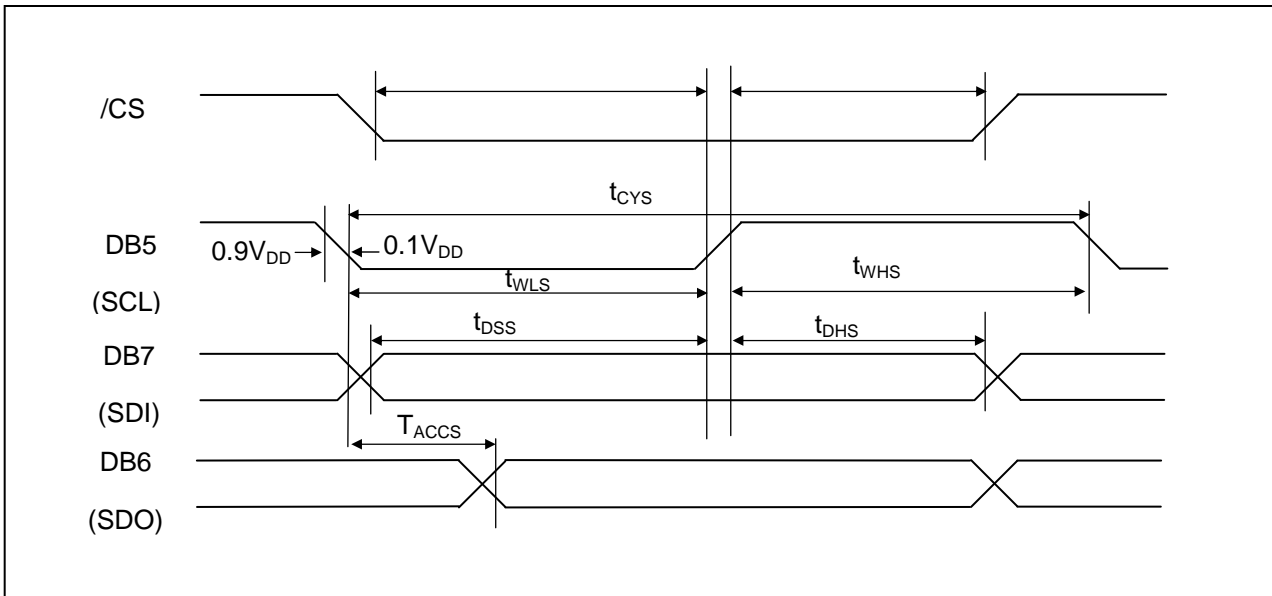 /CS
tCYS
DB5
0.9VDD
0.1VDD
tWLS
tWHS
(SCL)
tDSS
tDHS
DB7
(SDI)
TACCS
DB6
(SDO)